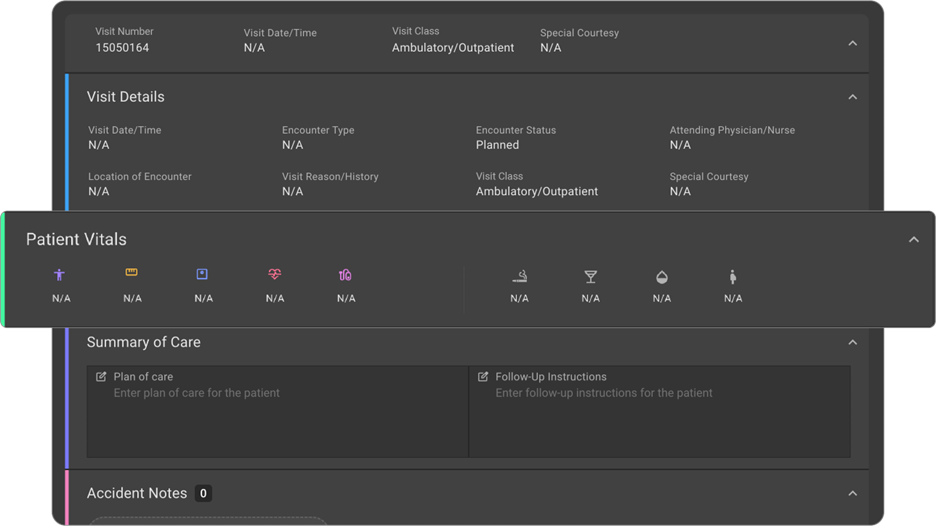 Visit Number Visit Date/Time Visit Class Special Courtesy
15050164 N/A Ambulatory/Outpatient N/A
Visit Details
Visit Date/Time Encounter Type Encounter Status Attending Physician/Nurse
N/A N/A Planned N/A
Location of Encounter Visit Reason/History Visit Class Special Courtesy
N/A N/A Ambulatory/Outpatient N/A
Patient Vitals
N/A N/A N/A N/A N/A N/A N/A N/A N/A
Summary of Care
Plan of care Follow-Up Instructions
Enter plan of care for the patient Enter follow-up instructions for the patient
Accident Notes 0